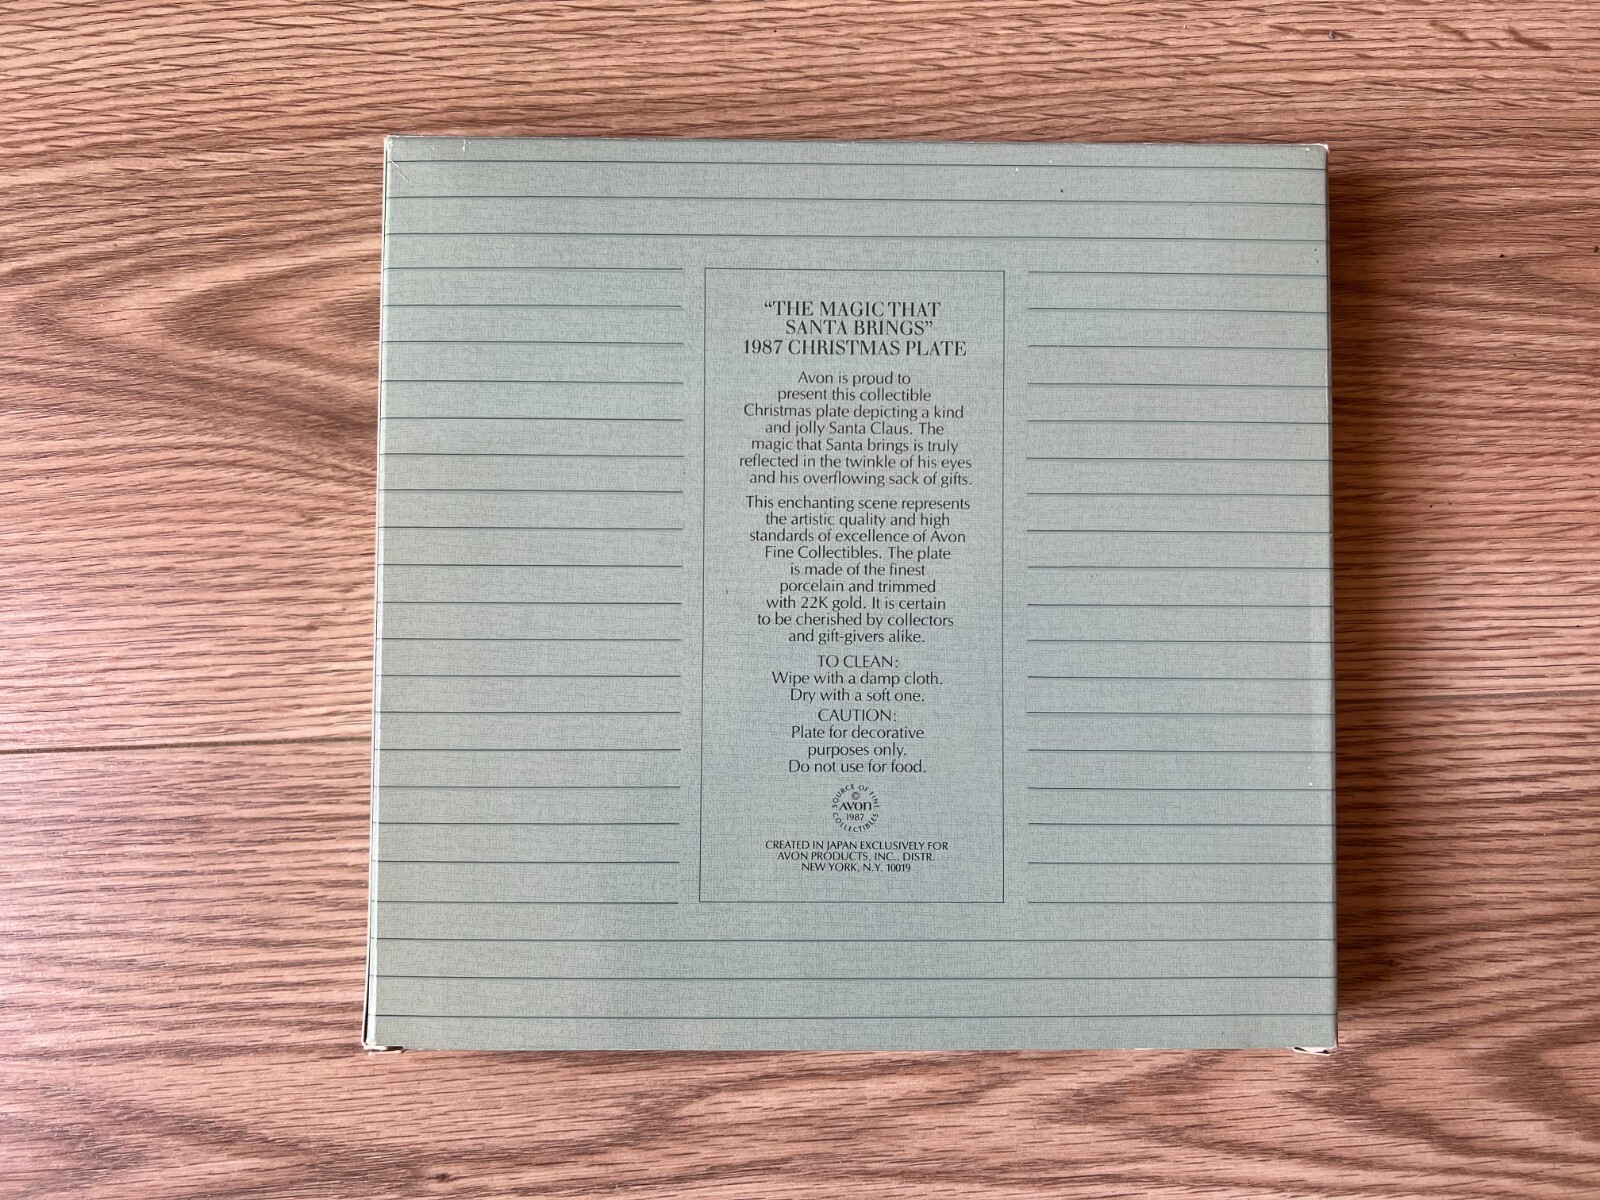 “THE MAGIC THAT
SANTA BRINGS”
1987 CHRISTMAS PLATE
Avon is proud to
present this collectible
Christmas plate depicting a kind
and jolly Santa Claus. The
magic that Santa brings is truly
reflected in the twinkle of his eyes
and his overflowing sack of gifts.
This enchanting scene represents
the artistic quality and high
standards of excellence of Avon
Fine Collectibles. The plate
is made of the finest
porcelain and trimmed
with 22K gold. It is certain
to be cherished by collectors
and gift-givers alike.
TO CLEAN:
Wipe with a damp cloth.
Dry with a soft one.
CAUTION:
Plate for decorative
purposes only.
Do not use for food.
SOURCE OF FINE
©
AVON
1987
COLLECTIBLES
CREATED IN JAPAN EXCLUSIVELY FOR
AVON PRODUCTS, INC., DISTR.
NEW YORK, N.Y. 10019